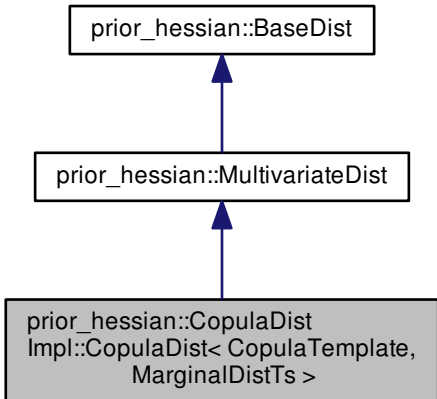 prior_hessian::BaseDist
prior_hessian::MultivariateDist
prior_hessian::CopulaDist
Impl::CopulaDist< CopulaTemplate,
MarginalDistTs >